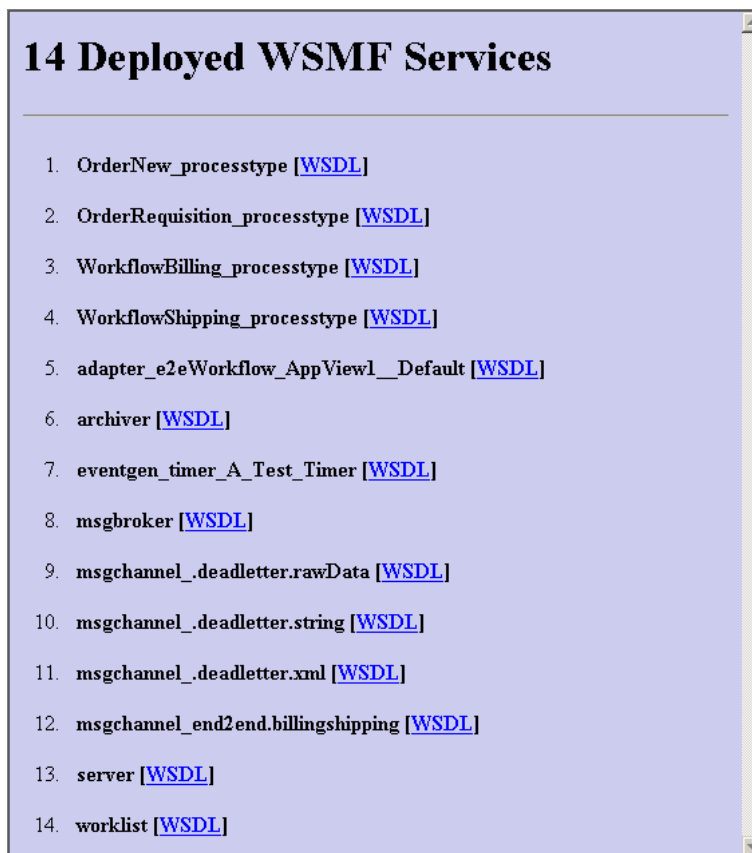 14 Deployed WSMF Services
1. OrderNew_processtype [WSDL]
2. OrderRequisition_processtype [WSDL]
3. WorkflowBilling_processtype [WSDL]
4. WorkflowShipping_processtype [WSDL]
5. adapter_e2eWorkflow_AppView1__Default [WSDL]
6. archiver [WSDL]
7. eventgen_timer_A_Test_Timer [WSDL]
8. msgbroker [WSDL]
9. msgchannel_.deadletter.rawData [WSDL]
10. msgchannel_.deadletter.string [WSDL]
11. msgchannel_.deadletter.xml [WSDL]
12. msgchannel_end2end.billingshipping [WSDL]
13. server [WSDL]
14. worklist [WSDL]